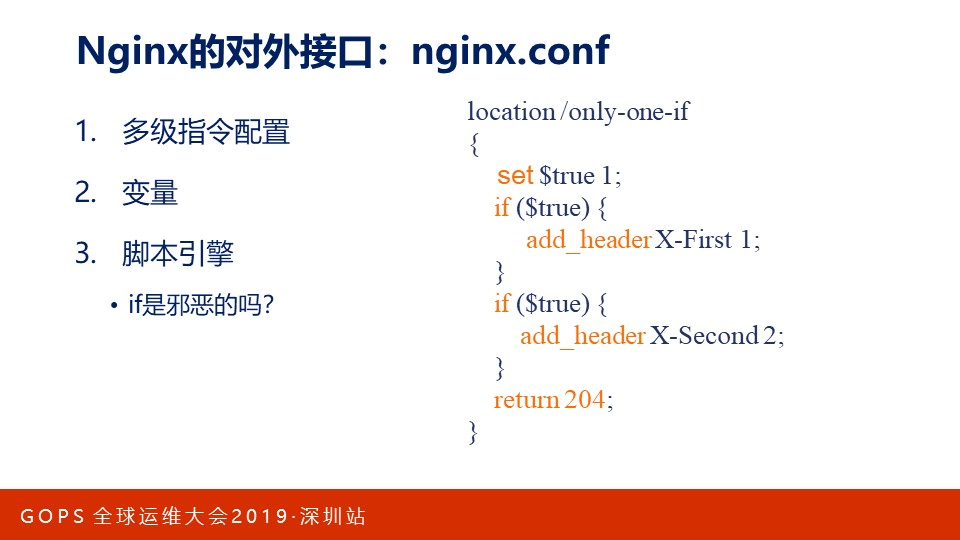 Nginx的对外接口：nginx.conf
1. 多级指令配置
2. 变量
3. 脚本引擎
• if是邪恶的吗？
location /only-one-if
{
set $true 1;
if ($true) {
add_header X-First 1;
}
if ($true) {
add_header X-Second 2;
}
return 204;
}
GOPS 全球运维大会2019·深圳站